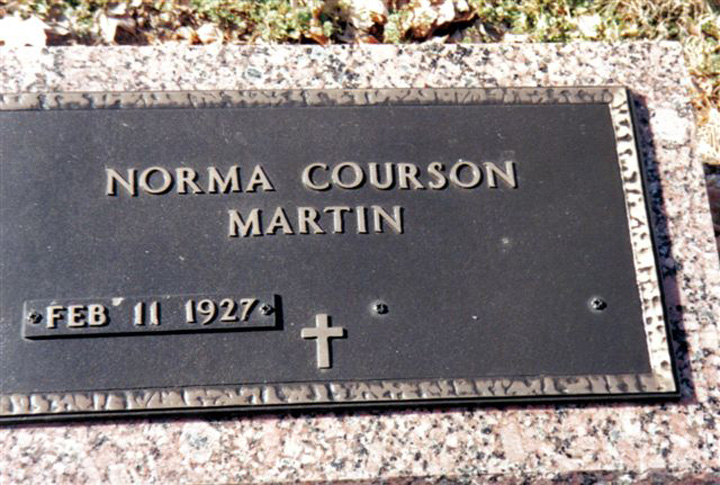 NORMA COURSON
MARTIN
FEB 11 1927